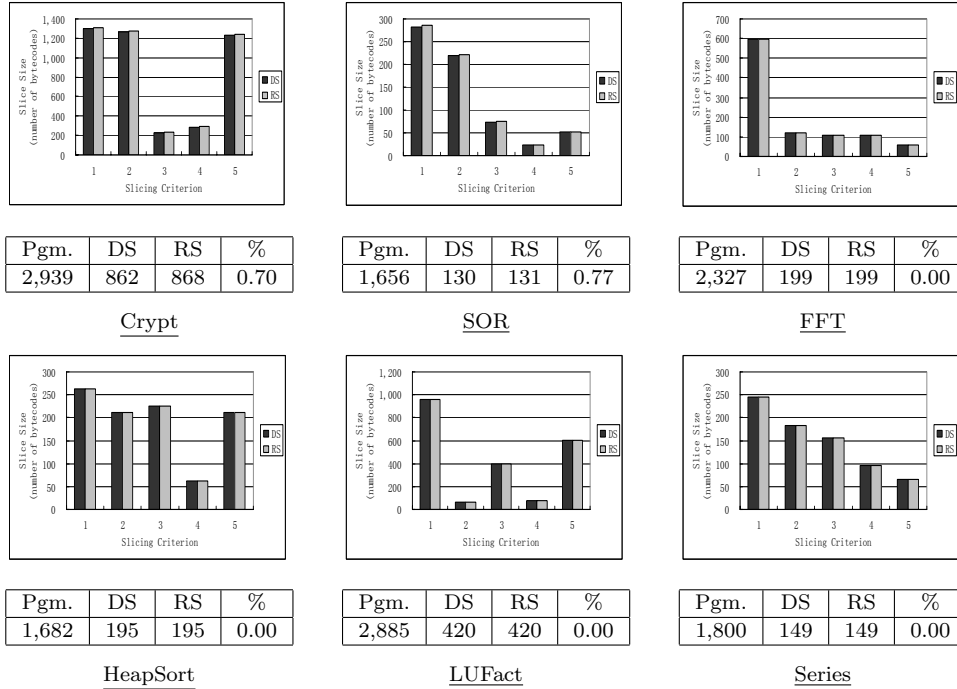 1,400
1,200
1,000
800
600
400
200
0
Slice Size
(number of bytecodes)
1 2 3 4 5
Slicing Criterion
DS
RS
Pgm. DS RS %
2,939 862 868 0.70
Crypt
300
250
200
150
100
50
0
Slice Size
(number of bytecodes)
1 2 3 4 5
Slicing Criterion
DS
RS
Pgm. DS RS %
1,656 130 131 0.77
SOR
700
600
500
400
300
200
100
0
Slice Size
(number of bytecodes)
1 2 3 4 5
Slicing Criterion
DS
RS
Pgm. DS RS %
2,327 199 199 0.00
FFT
300
250
200
150
100
50
0
Slice Size
(number of bytecodes)
1 2 3 4 5
Slicing Criterion
DS
RS
Pgm. DS RS %
1,682 195 195 0.00
HeapSort
1,200
1,000
800
600
400
200
0
Slice Size
(number of bytecodes)
1 2 3 4 5
Slicing Criterion
DS
RS
Pgm. DS RS %
2,885 420 420 0.00
LUFact
300
250
200
150
100
50
0
Slice Size
(number of bytecodes)
1 2 3 4 5
Slicing Criterion
DS
RS
Pgm. DS RS %
1,800 149 149 0.00
Series